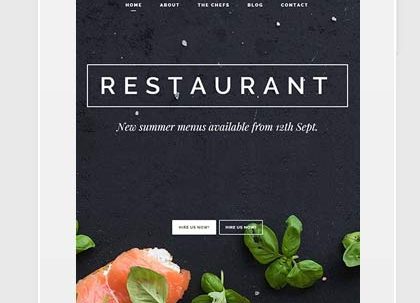 HOME ABOUT THE CHEFS BLOG CONTACT
RESTAURANT
New summer menus available from 12th Sept.
HIRE US NOW! HIRE US NOW!